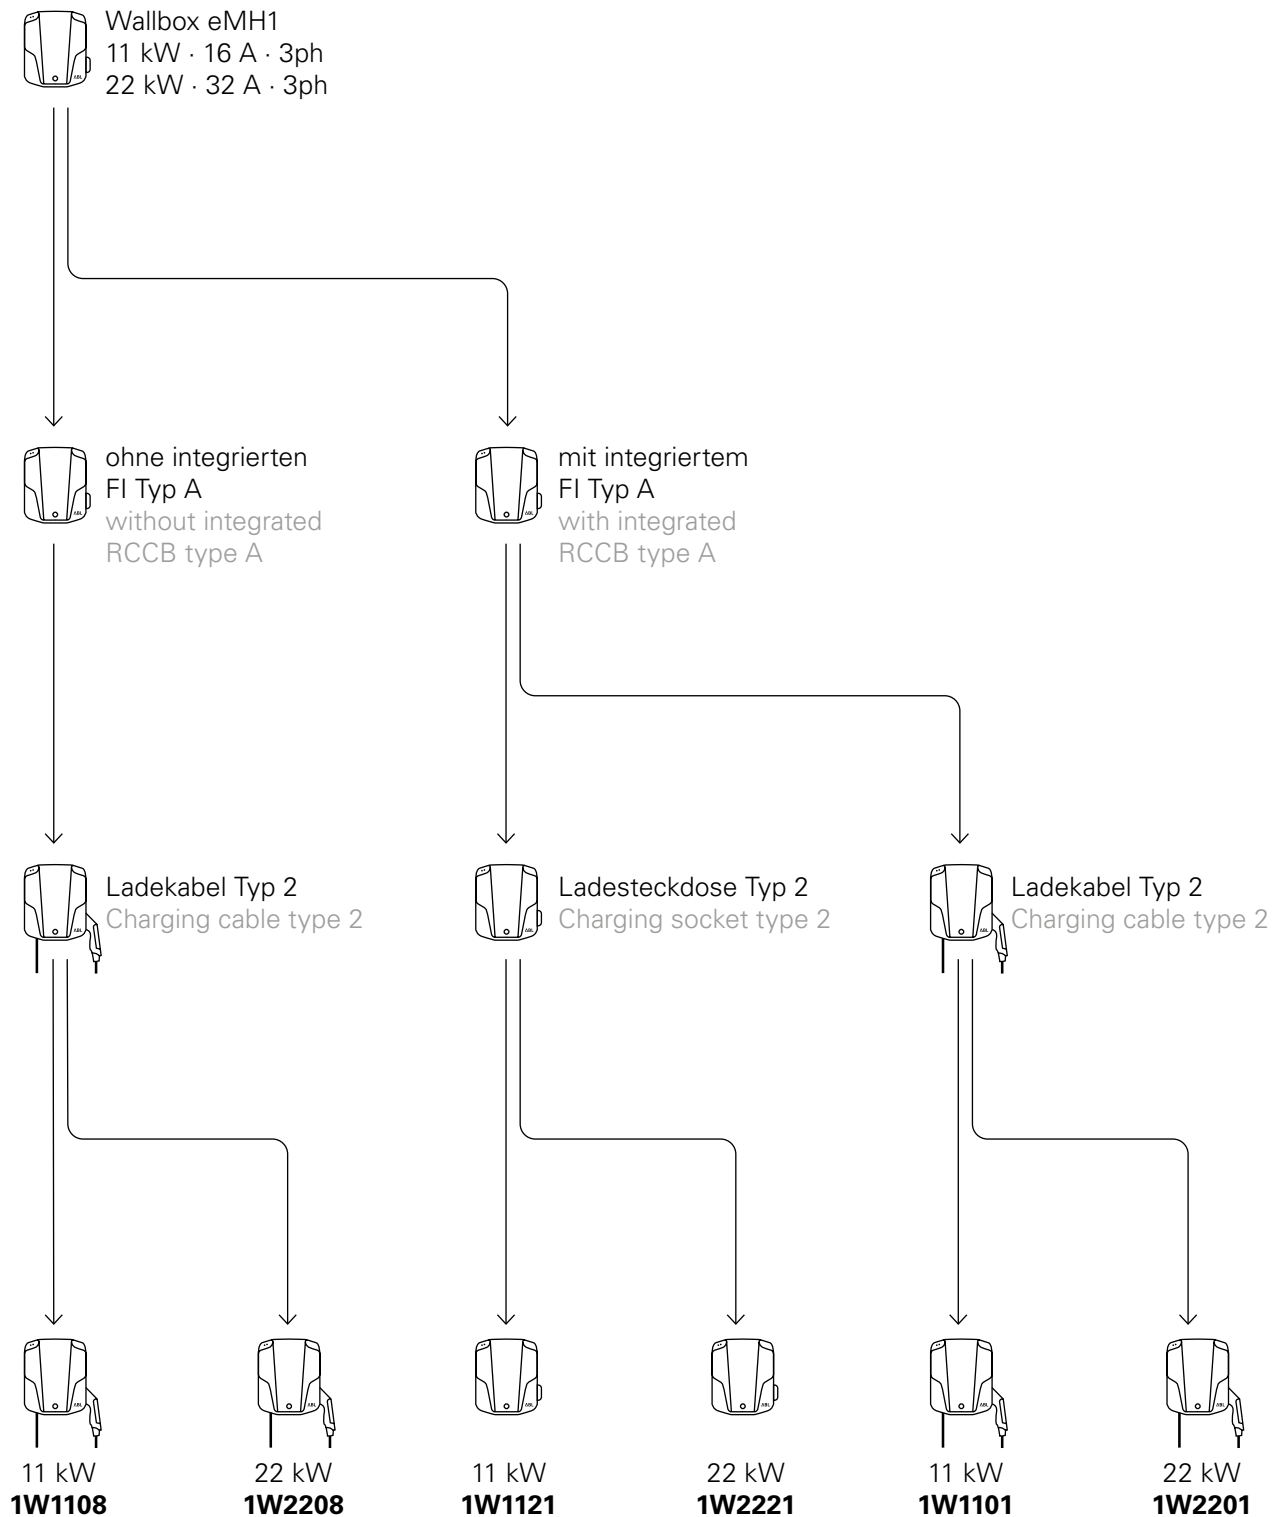 Wallbox eMH1
11 kW · 16 A · 3ph
22 kW · 32 A · 3ph
ohne integrierten
FI Typ A
without integrated
RCCB type A
mit integriertem
FI Typ A
with integrated
RCCB type A
Ladekabel Typ 2
Charging cable type 2
Ladesteckdose Typ 2
Charging socket type 2
Ladekabel Typ 2
Charging cable type 2
11 kW
1W1108
22 kW
1W2208
11 kW
1W1121
22 kW
1W2221
11 kW
1W1101
22 kW
1W2201